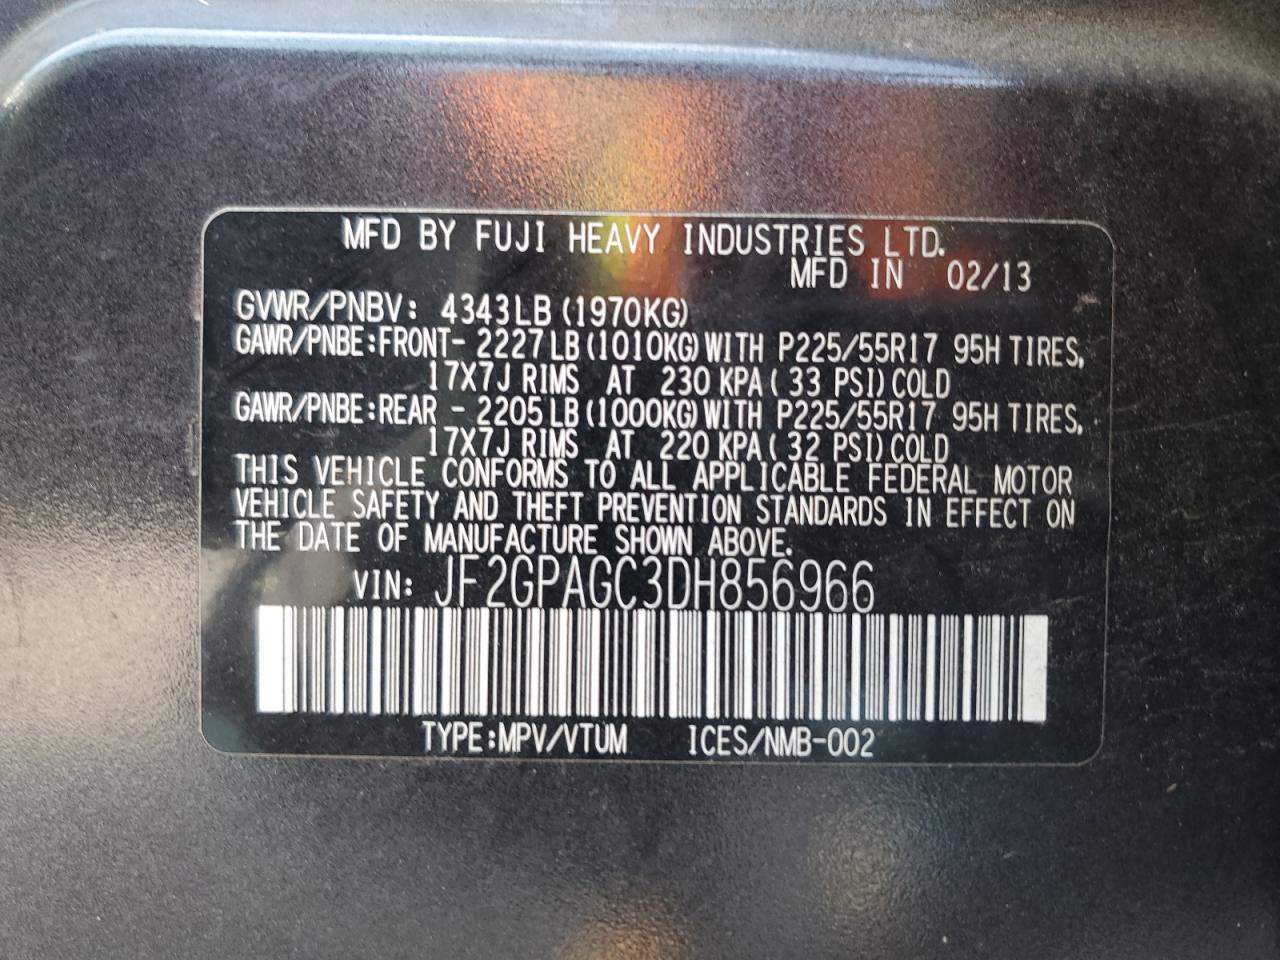 MFD BY FUJI HEAVY INDUSTRIES LTD.
MFD IN 02/13
GVWR/PNBV: 4343LB (1970KG)
GAWR/PNBE:FRONT- 2227LB (1010KG) WITH P225/55R17 95H TIRES,
17X7J RIMS AT 230 KPA ( 33 PSI) COLD
GAWR/PNBE:REAR - 2205LB (1000KG) WITH P225/55R17 95H TIRES,
17X7J RIMS AT 220 KPA ( 32 PSI) COLD
THIS VEHICLE CONFORMS TO ALL APPLICABLE FEDERAL MOTOR
VEHICLE SAFETY AND THEFT PREVENTION STANDARDS IN EFFECT ON
THE DATE OF MANUFACTURE SHOWN ABOVE.
VIN: JF2GPAGC3DH856966
TYPE:MPV/VTUM ICES/NMB-002